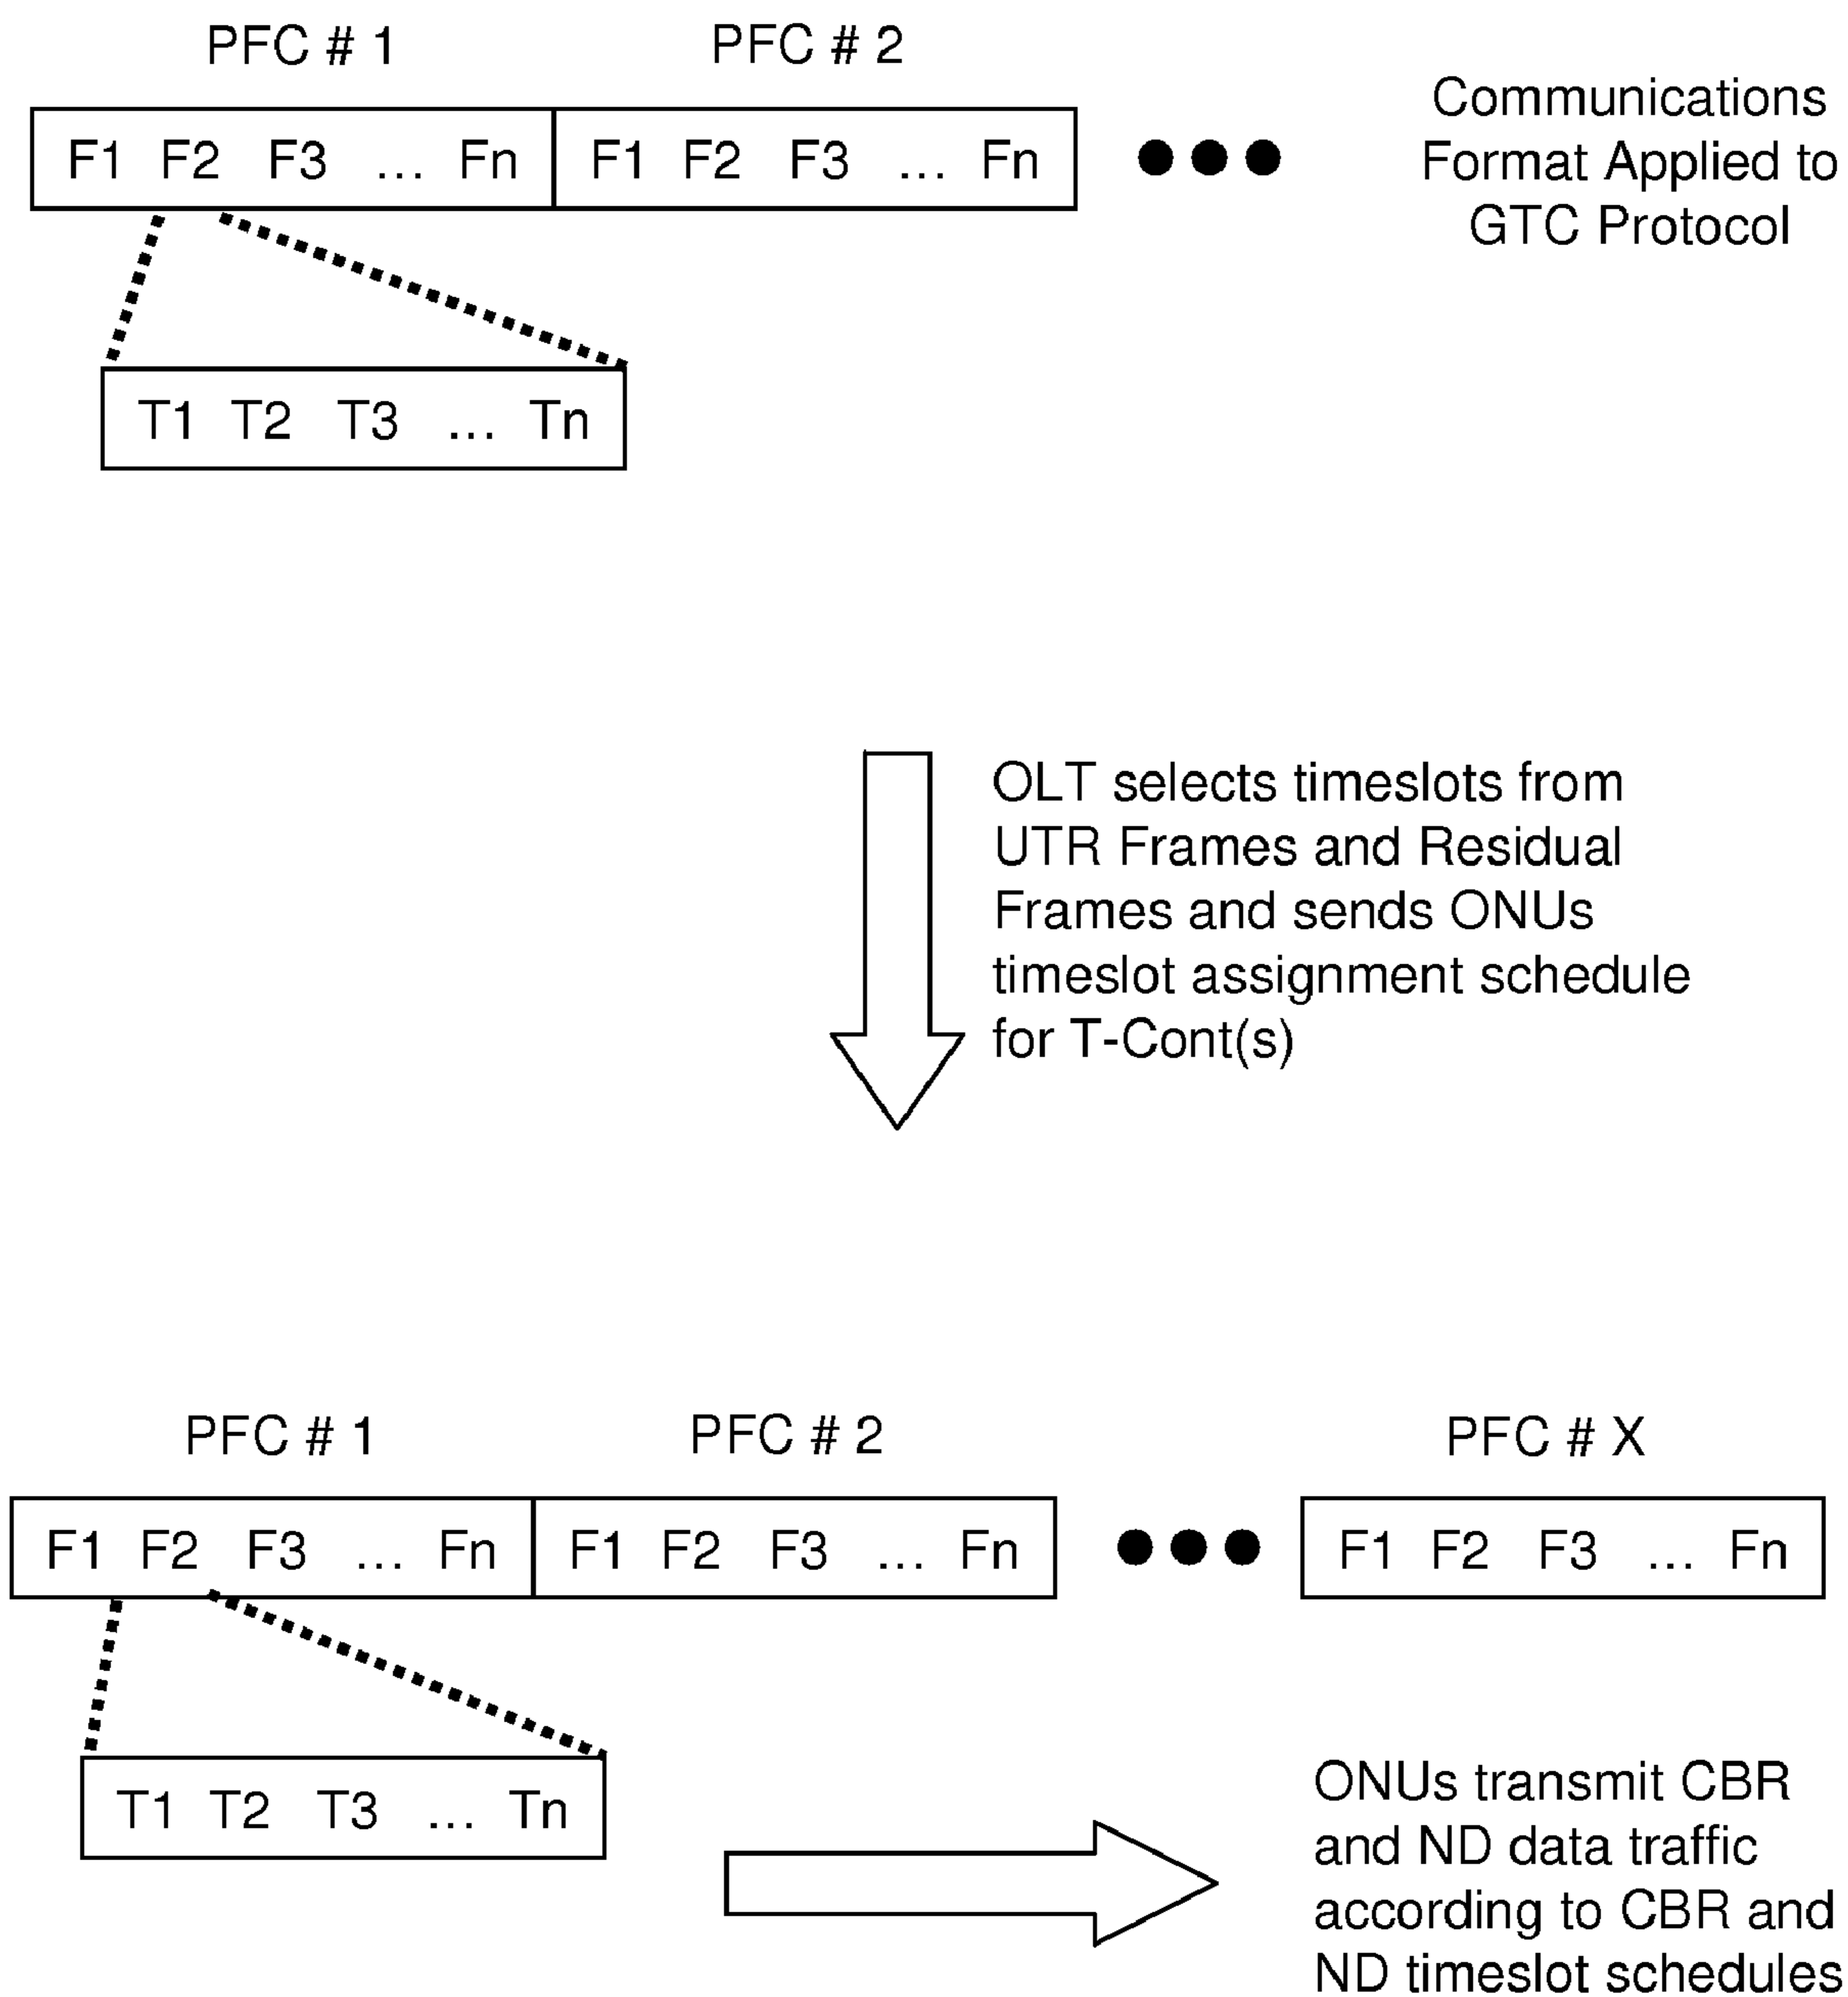 PFC # 1 PFC # 2
F1 F2 F3 ... Fn F1 F2 F3 ... Fn
Communications
Format Applied to
GTC Protocol
T1 T2 T3 ... Tn
OLT selects timeslots from
UTR Frames and Residual
Frames and sends ONUs
timeslot assignment schedule
for T-Cont(s)
PFC # 1 PFC # 2 PFC # X
F1 F2 F3 ... Fn F1 F2 F3 ... Fn F1 F2 F3 ... Fn
T1 T2 T3 ... Tn
ONUs transmit CBR
and ND data traffic
according to CBR and
ND timeslot schedules